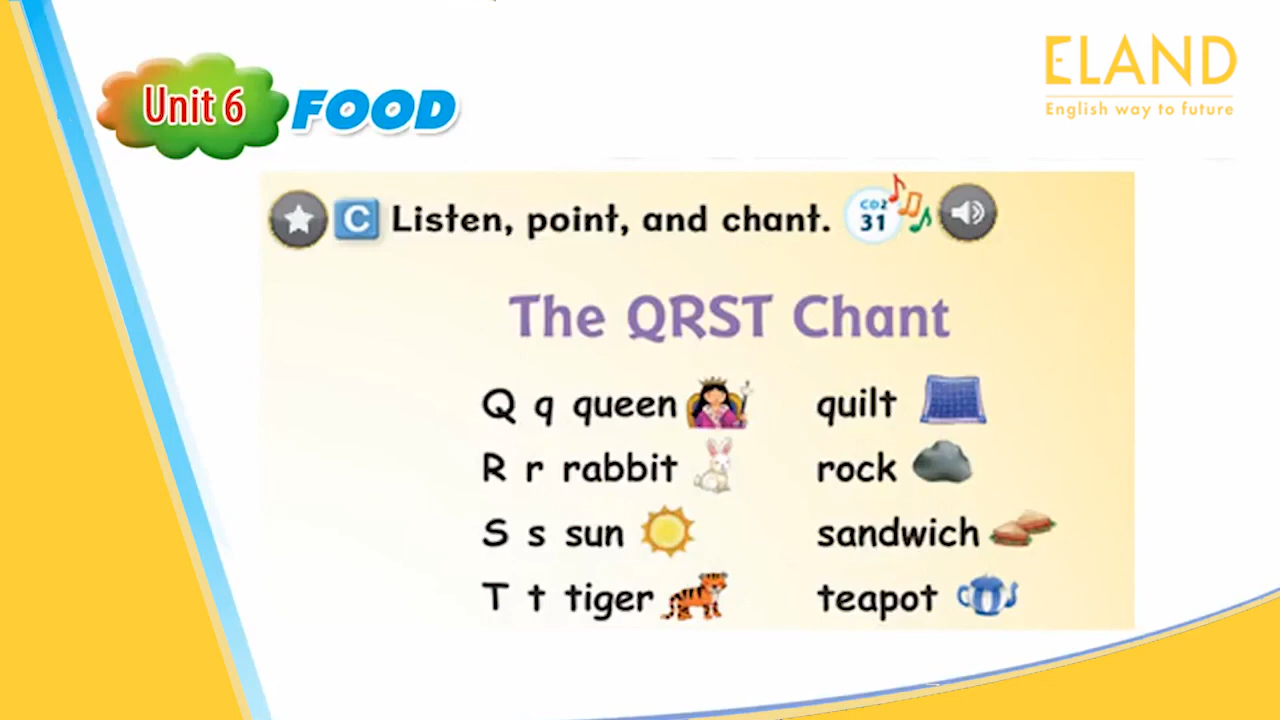 ELAND
English way to future
Unit 6 FOOD
C Listen, point, and chant. CD2 31
The QRST Chant
Q q queen quilt
R r rabbit rock
S s sun sandwich
T t tiger teapot